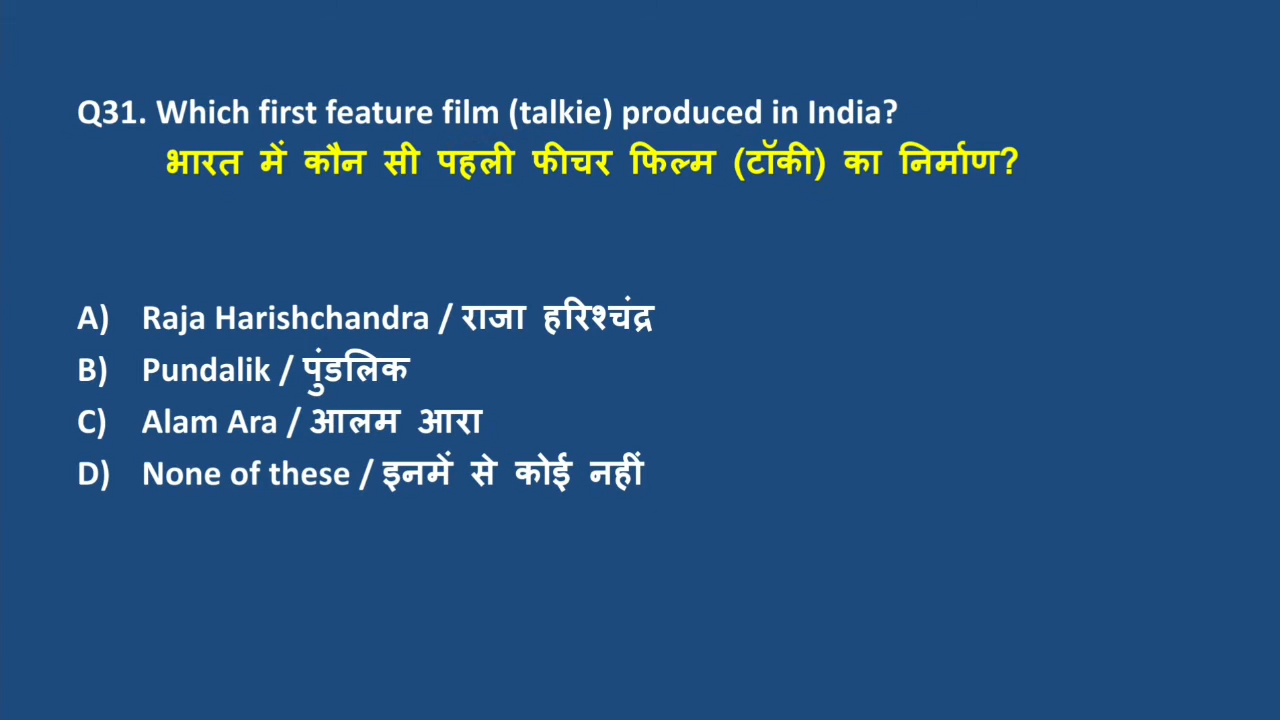 Q31. Which first feature film (talkie) produced in India?
भारत में कौन सी पहली फीचर फिल्म (टॉकी) का निर्माण?
A) Raja Harishchandra / राजा हरिश्चंद्र
B) Pundalik / पुंडलिक
C) Alam Ara / आलम आरा
D) None of these / इनमें से कोई नहीं